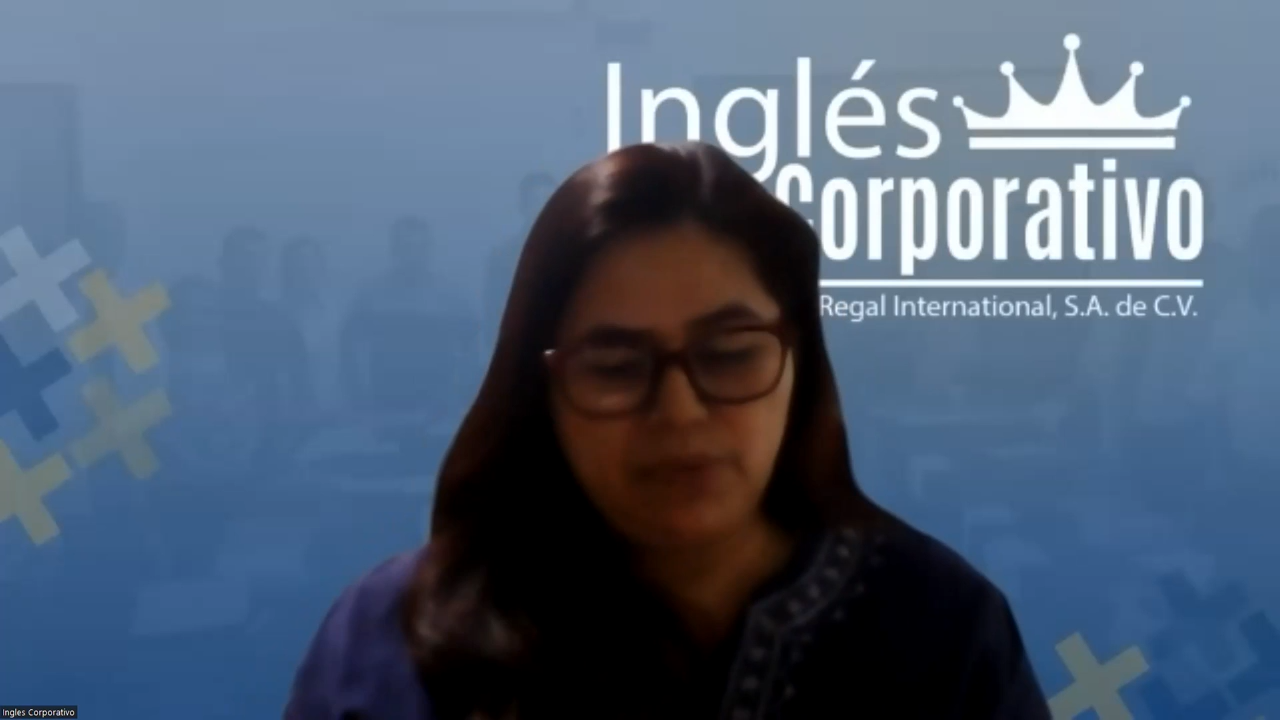 Inglés
Corporativo
Regal International, S.A. de C.V.
Ingles Corporativo